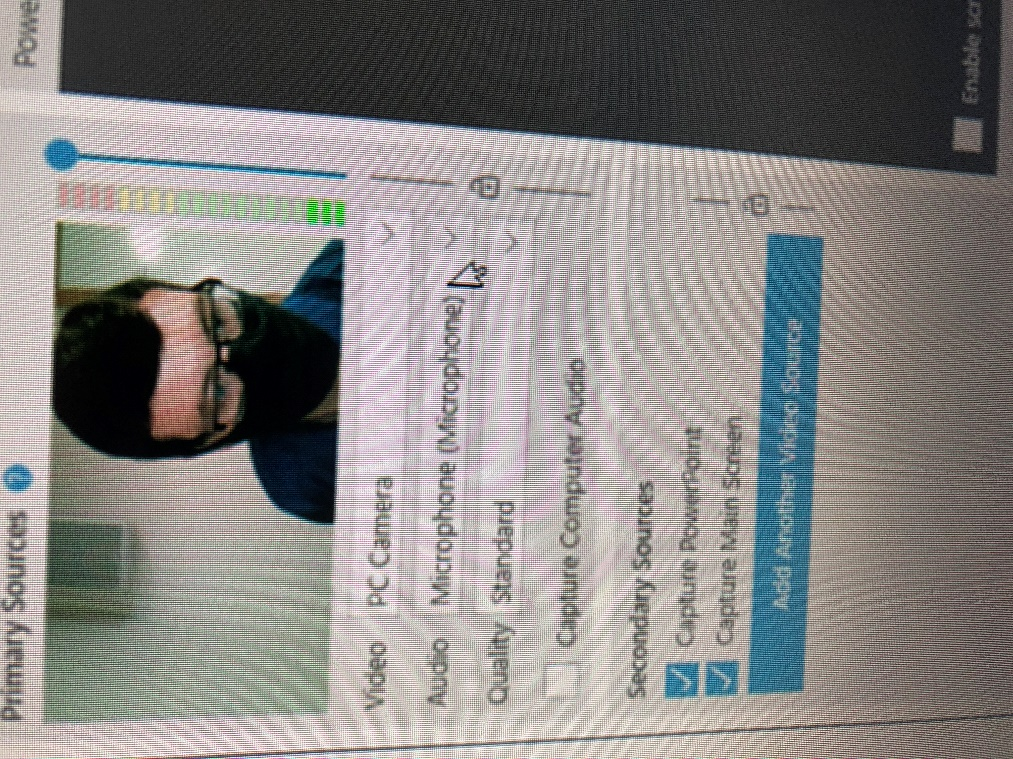 Primary Sources ?
Video PC Camera
Audio Microphone (Microphone)
Quality Standard
Capture Computer Audio
Secondary Sources
Capture PowerPoint
Capture Main Screen
Add Another Video Source
Powe
Enable scr